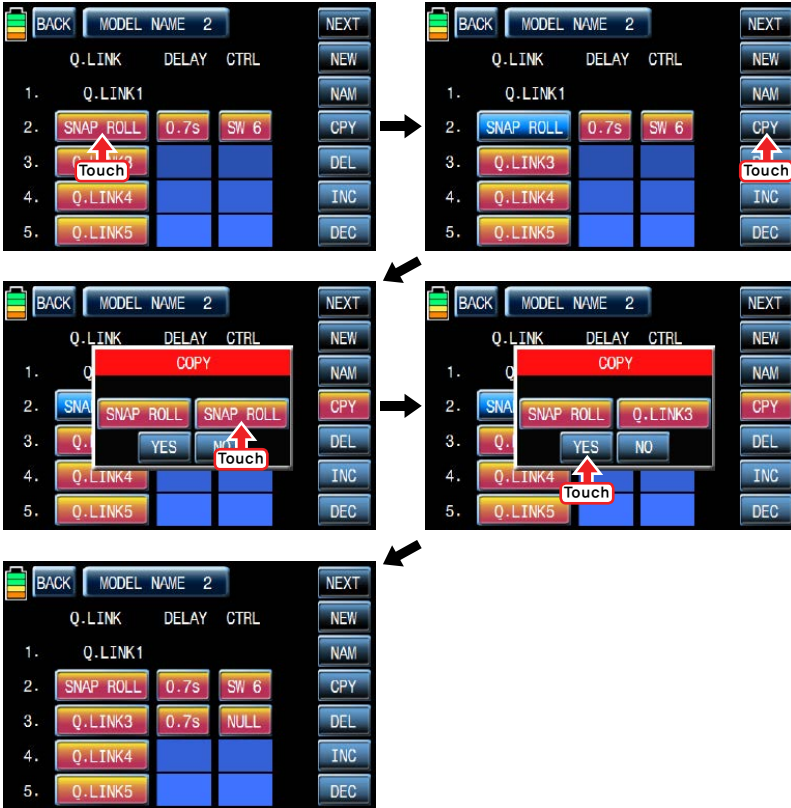 BACK MODEL NAME 2 NEXT
Q.LINK DELAY CTRL NEW
1. Q.LINK1 NAM
2. SNAP ROLL 0.7s SW 6 CPY
3. Q.LINK3 DEL
Touch
4. Q.LINK4 INC
5. Q.LINK5 DEC
BACK MODEL NAME 2 NEXT
Q.LINK DELAY CTRL NEW
1. Q.LINK1 NAM
2. SNAP ROLL 0.7s SW 6 CPY
3. Q.LINK3
Touch
4. Q.LINK4 INC
5. Q.LINK5 DEC
BACK MODEL NAME 2 NEXT
Q.LINK DELAY CTRL NEW
COPY
1. Q NAM
2. SNA SNAP ROLL SNAP ROLL CPY
3. Q. YES NO DEL
Touch
4. Q.LINK4 INC
5. Q.LINK5 DEC
BACK MODEL NAME 2 NEXT
Q.LINK DELAY CTRL NEW
COPY
1. Q NAM
2. SNA SNAP ROLL Q.LINK3 CPY
3. Q. YES NO DEL
4. Q.LINK4 INC
Touch
5. Q.LINK5 DEC
BACK MODEL NAME 2 NEXT
Q.LINK DELAY CTRL NEW
1. Q.LINK1 NAM
2. SNAP ROLL 0.7s SW 6 CPY
3. Q.LINK3 0.7s NULL DEL
4. Q.LINK4 INC
5. Q.LINK5 DEC